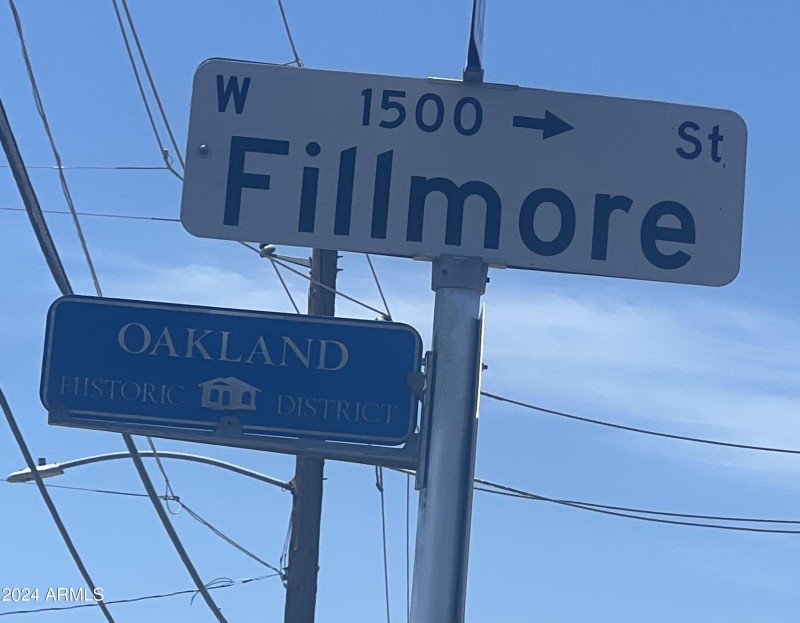 W 1500 → St
Fillmore
OAKLAND
HISTORIC DISTRICT
2024 ARMLS